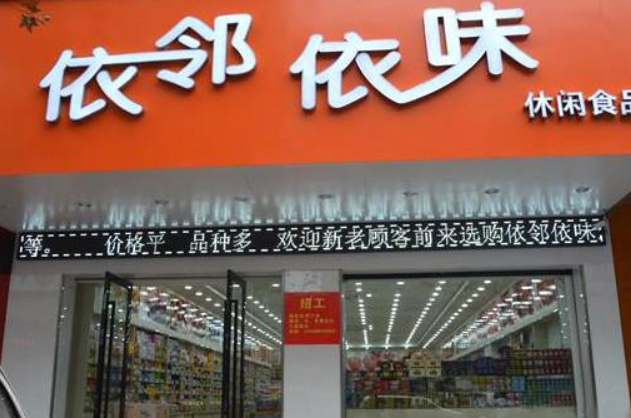 依邻依味
休闲食品
等。 价格平 品种多 欢迎新老顾客前来选购依邻依味
招工